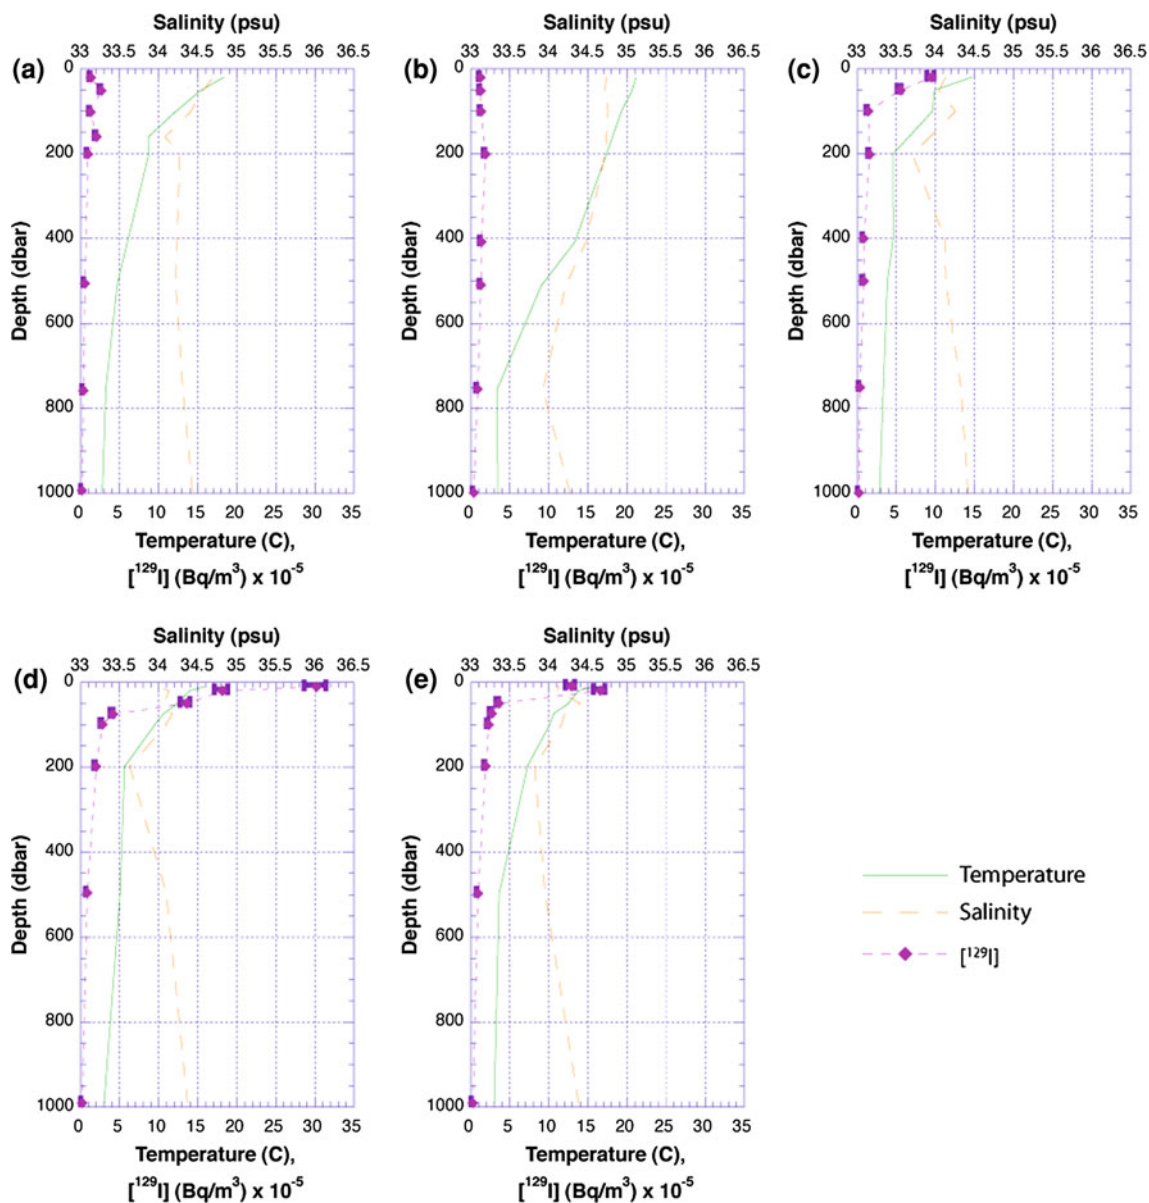 Salinity (psu)
33 33.5 34 34.5 35 35.5 36 36.5
(a)
0
200
400
600
800
1000
Depth (dbar)
0 5 10 15 20 25 30 35
Temperature (C),
[¹²⁹I] (Bq/m³) x 10⁻⁵
Salinity (psu)
33 33.5 34 34.5 35 35.5 36 36.5
(b)
0
200
400
600
800
1000
Depth (dbar)
0 5 10 15 20 25 30 35
Temperature (C),
[¹²⁹I] (Bq/m³) x 10⁻⁵
Salinity (psu)
33 33.5 34 34.5 35 35.5 36 36.5
(c)
0
200
400
600
800
1000
Depth (dbar)
0 5 10 15 20 25 30 35
Temperature (C),
[¹²⁹I] (Bq/m³) x 10⁻⁵
Salinity (psu)
33 33.5 34 34.5 35 35.5 36 36.5
(d)
0
200
400
600
800
1000
Depth (dbar)
0 5 10 15 20 25 30 35
Temperature (C),
[¹²⁹I] (Bq/m³) x 10⁻⁵
Salinity (psu)
33 33.5 34 34.5 35 35.5 36 36.5
(e)
0
200
400
600
800
1000
Depth (dbar)
0 5 10 15 20 25 30 35
Temperature (C),
[¹²⁹I] (Bq/m³) x 10⁻⁵
Temperature
Salinity
[¹²⁹I]